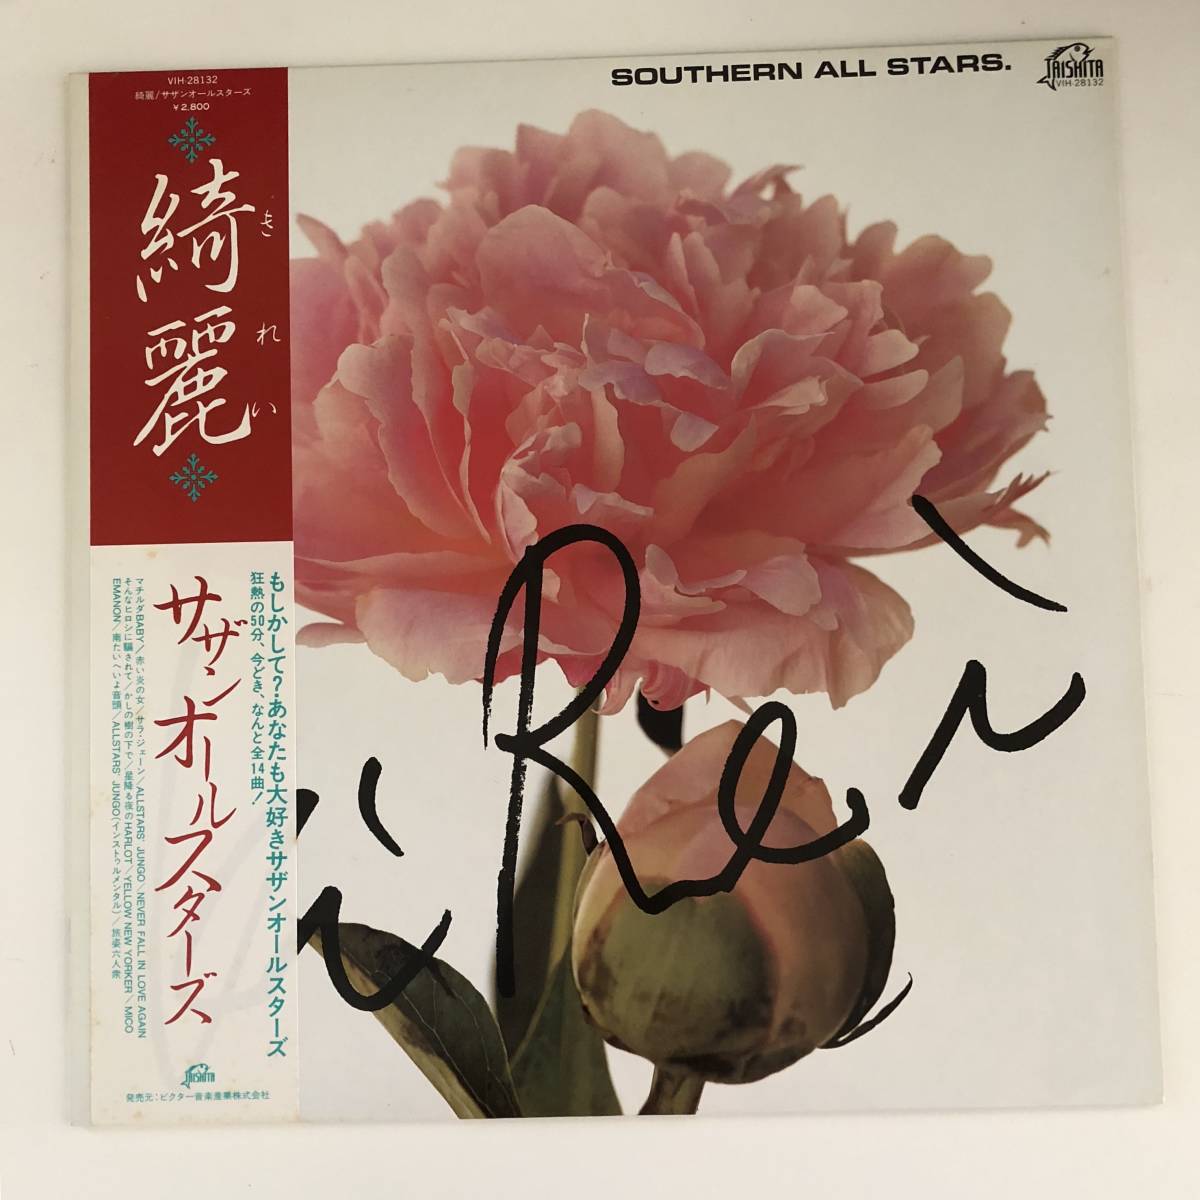 VIH-28132
綺麗/サザンオールスターズ
¥2,800
綺麗
きれい
もしかして?あなたも大好きサザンオールスターズ
狂熱の50分、今どき、なんと全14曲!
サザンオールスターズ
マチルダBABY/赤い炎の女/サラ・ジェーン/ALLSTARS' JUNGO/NEVER FALL IN LOVE AGAIN
そんなヒロシに騙されて/かしの樹の下で/星降る夜のHARLOT/YELLOW NEW YORKER/MICO
EMANON/南たいへいよ音頭/ALLSTARS' JUNGO(インストゥルメンタル)/旅姿六人衆
TAISHITA
発売元:ビクター音楽産業株式会社
SOUTHERN ALL STARS.
TAISHITA
VIH-28132
Rei